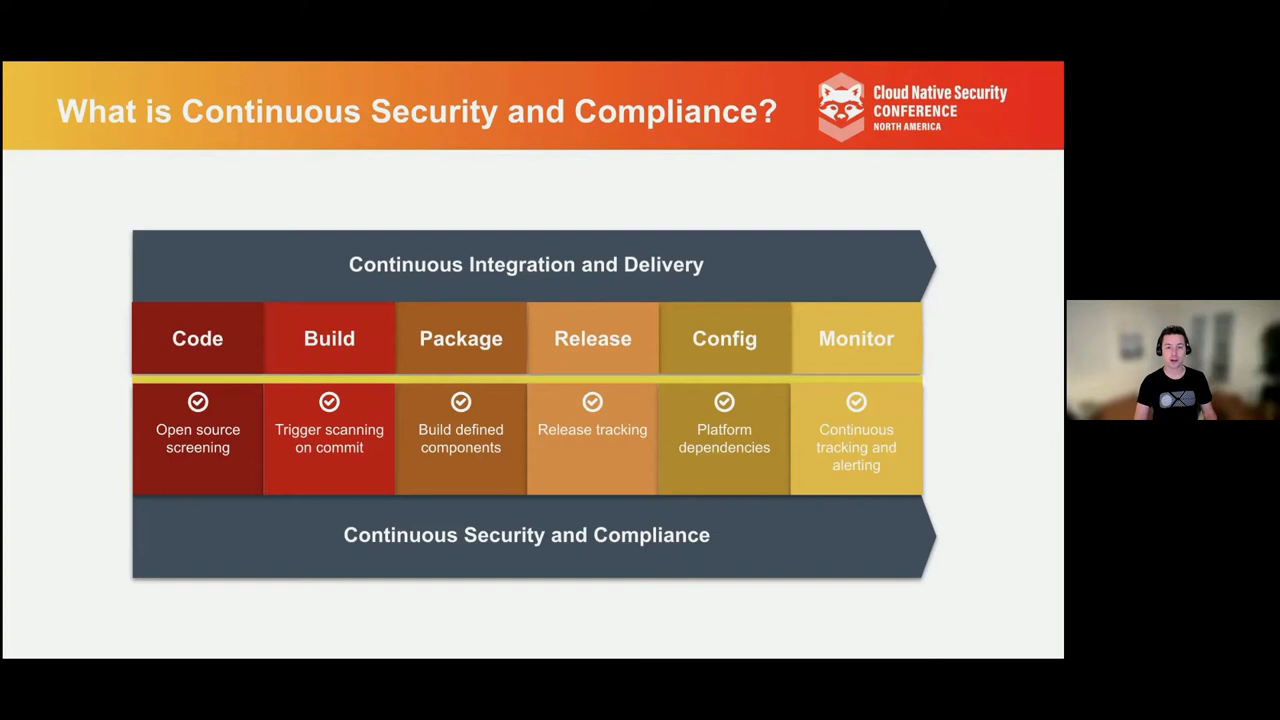 What is Continuous Security and Compliance?
Cloud Native Security
CONFERENCE
NORTH AMERICA
Continuous Integration and Delivery
Code
Build
Package
Release
Config
Monitor
Open source
screening
Trigger scanning
on commit
Build defined
components
Release tracking
Platform
dependencies
Continuous
tracking and
alerting
Continuous Security and Compliance